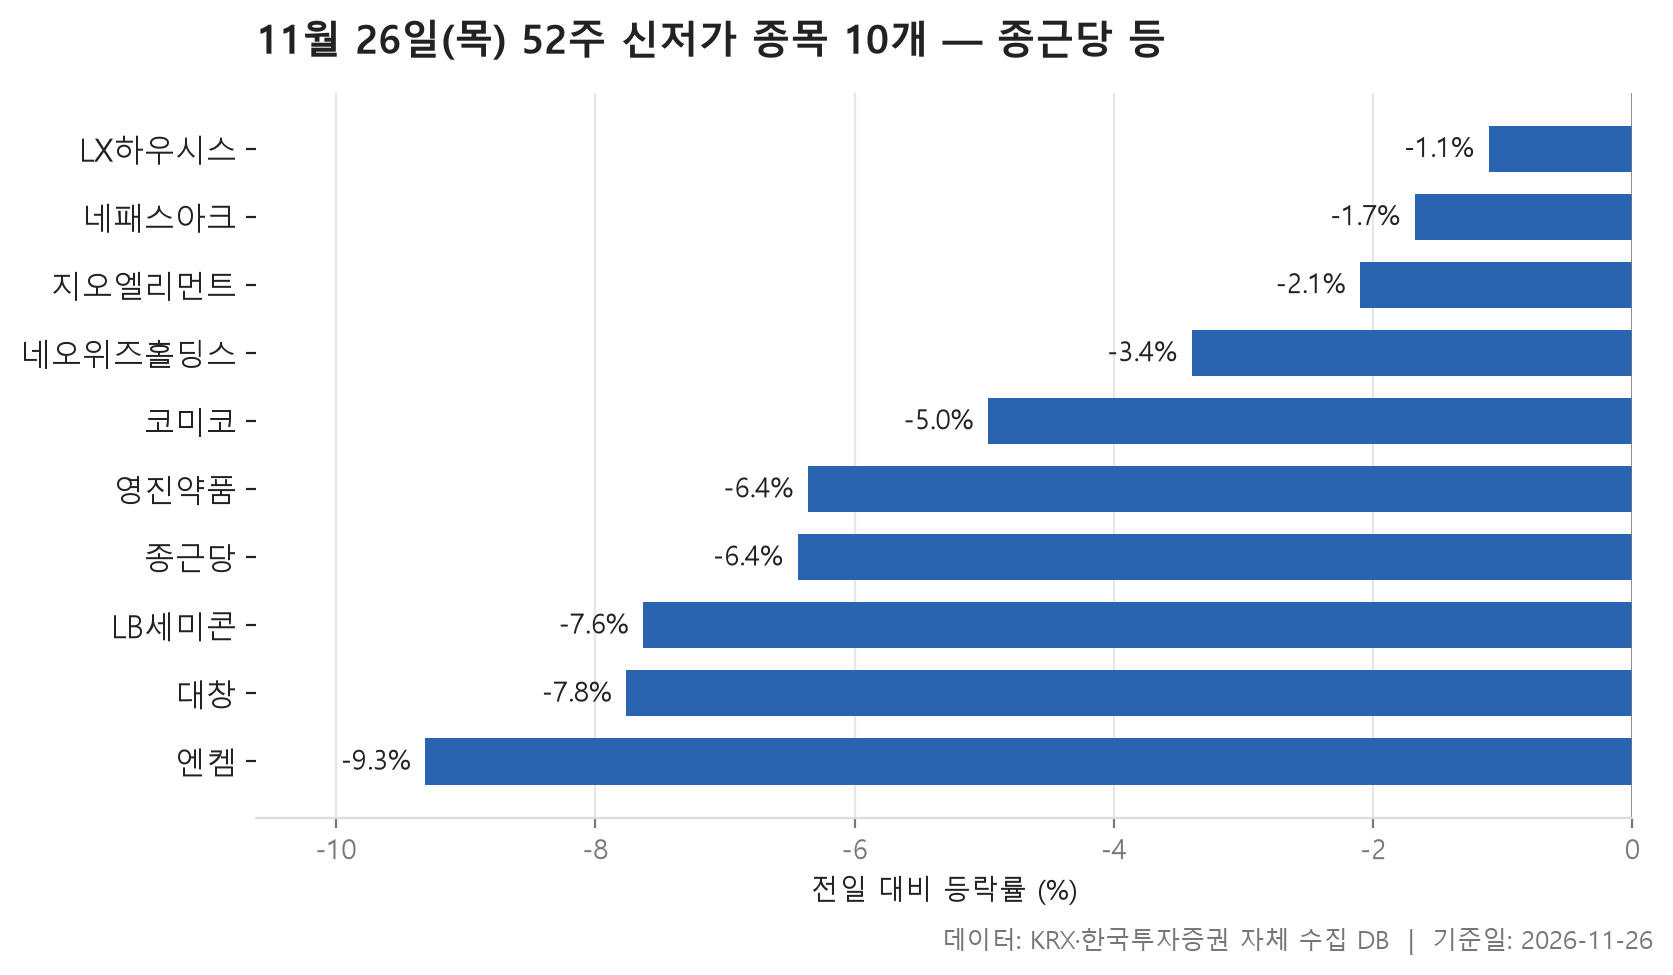 11월 26일(목) 52주 신저가 종목 10개 — 종근당 등
LX하우시스 -1.1%
네패스아크 -1.7%
지오엘리먼트 -2.1%
네오위즈홀딩스 -3.4%
코미코 -5.0%
영진약품 -6.4%
종근당 -6.4%
LB세미콘 -7.6%
대창 -7.8%
엔켐 -9.3%
-10 -8 -6 -4 -2 0
전일 대비 등락률 (%)
데이터: KRX·한국투자증권 자체 수집 DB | 기준일: 2026-11-26